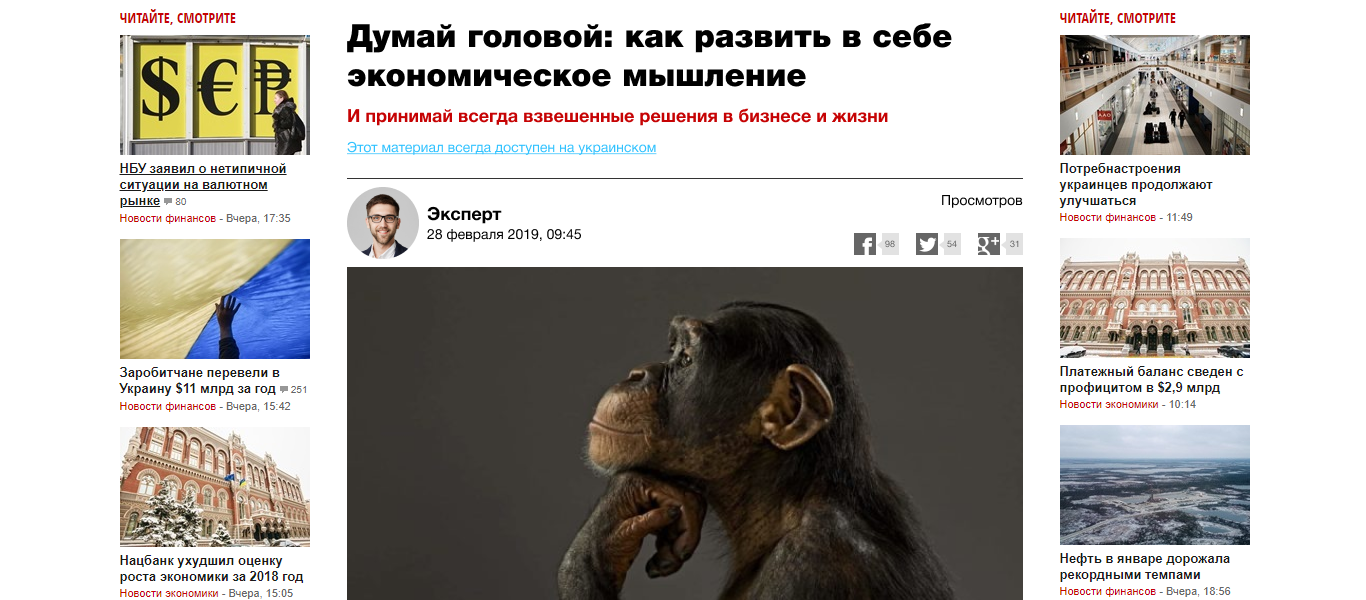 ЧИТАЙТЕ, СМОТРИТЕ
$€₽
НБУ заявил о нетипичной
ситуации на валютном
рынке 80
Новости финансов - Вчера, 17:35
Заробитчане перевели в
Украину $11 млрд за год 251
Новости финансов - Вчера, 15:42
Нацбанк ухудшил оценку
роста экономики за 2018 год
Новости экономики - Вчера, 15:05
Думай головой: как развить в себе
экономическое мышление
И принимай всегда взвешенные решения в бизнесе и жизни
Этот материал всегда доступен на украинском
Эксперт
28 февраля 2019, 09:45
Просмотров
f 98 54 g+ 31
ЧИТАЙТЕ, СМОТРИТЕ
Потребнастроения
украинцев продолжают
улучшаться
Новости финансов - 11:49
Платежный баланс сведен с
профицитом в $2,9 млрд
Новости экономики - 10:14
Нефть в январе дорожала
рекордными темпами
Новости финансов - Вчера, 18:56